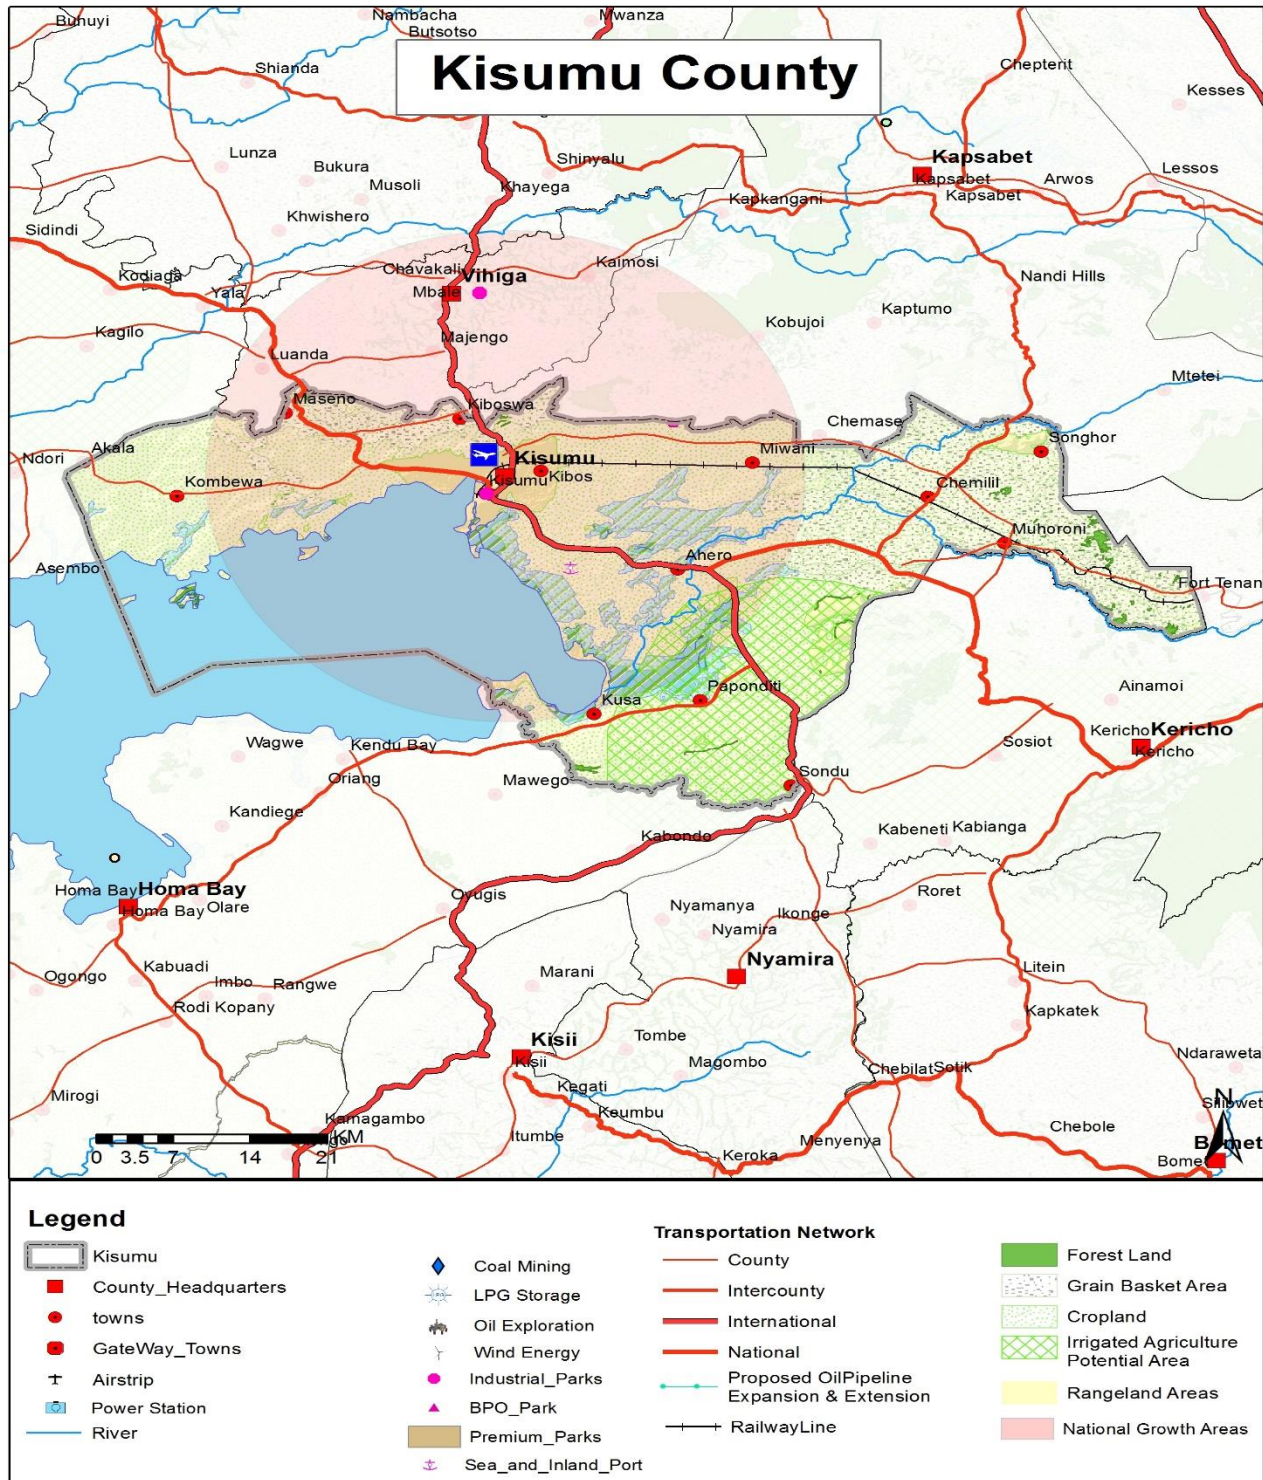 Bunuyi
Nambacha
Mwanza
Butsotso
Kisumu County
Shianda
Chepterit
Kesses
Lunza
Bukura
Musoli
Shinyalu
Khayega
Kapsabet
Kapsabet
Arwos
Lessos
Kapsabet
Khwishero
Kapkangani
Sidindi
Kodiaga
Yala
Chavakali
Vihiga
Mbale
Kaimosi
Nandi Hills
Kaptumo
Kobujoi
Kagilo
Majengo
Luanda
Mtetei
Maseno
Kiboswa
Chemase
Songhor
Akala
Ndori
Kombewa
Kisumu
Kisumu
Kibos
Miwani
Chemilil
Muhoroni
Asembo
Ahero
Fort Tenan
Ainamoi
Kusa
Paponditi
Kericho
Kericho
Kericho
Sosiot
Wagwe
Kendu Bay
Oriang
Mawego
Sondu
Kandiege
Kabondo
Kabeneti
Kabianga
Homa Bay
Homa Bay
Homa Bay
Olare
Oyugis
Roret
Nyamanya
Ikonge
Nyamira
Nyamira
Kabuadi
Ogongo
Imbo
Rangwe
Marani
Litein
Rodi Kopany
Kapkatek
Kisii
Kisii
Tombe
Magombo
Ndaraweta
Chebilat
Sotik
Mirogi
Kegati
Keumbu
Silibwet
N
Kamagambo
Itumbe
Menyenya
Chebole
Keroka
Bomet
KM
0 3.5 7 14 21
Legend
Kisumu
County_Headquarters
towns
GateWay_Towns
Airstrip
Power Station
River
Coal Mining
LPG Storage
Oil Exploration
Wind Energy
Industrial_Parks
BPO_Park
Premium_Parks
Sea_and_Inland_Port
Transportation Network
County
Intercounty
International
National
Proposed OilPipeline
Expansion & Extension
RailwayLine
Forest Land
Grain Basket Area
Cropland
Irrigated Agriculture
Potential Area
Rangeland Areas
National Growth Areas